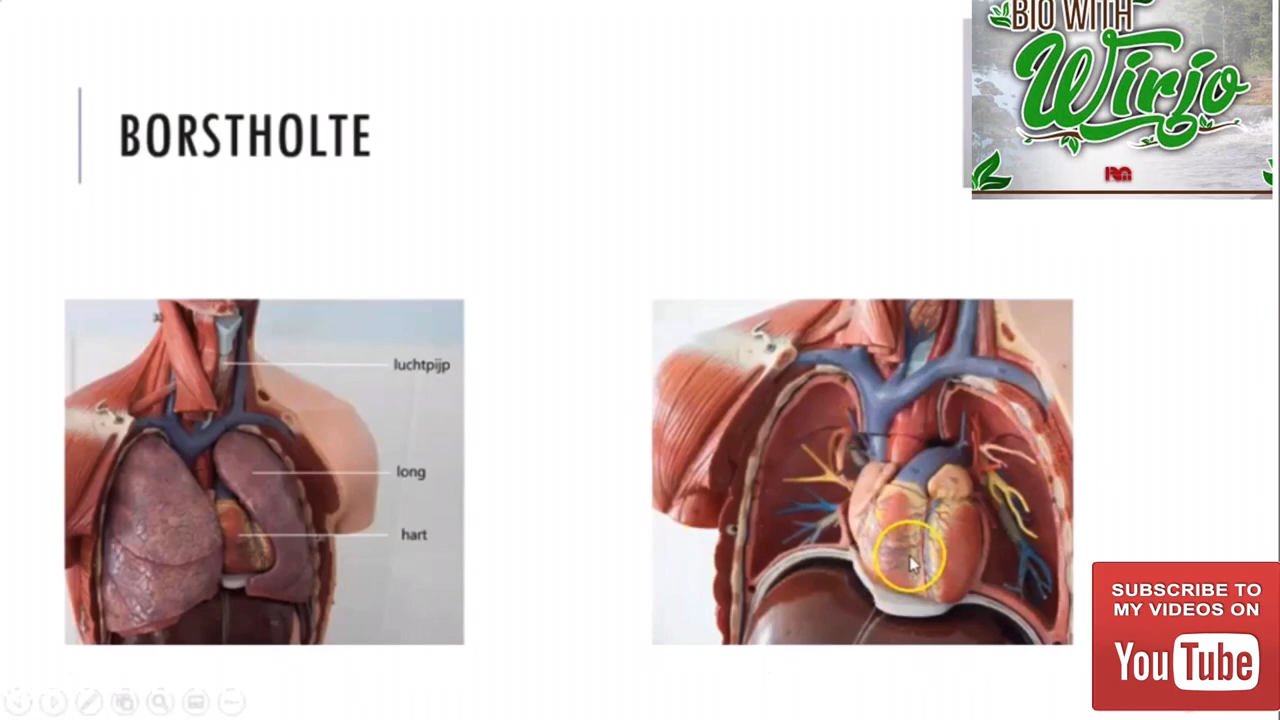 BIO WITH
Wirjo
BORSTHOLTE
luchtpijp
long
hart
SUBSCRIBE TO
MY VIDEOS ON
YouTube